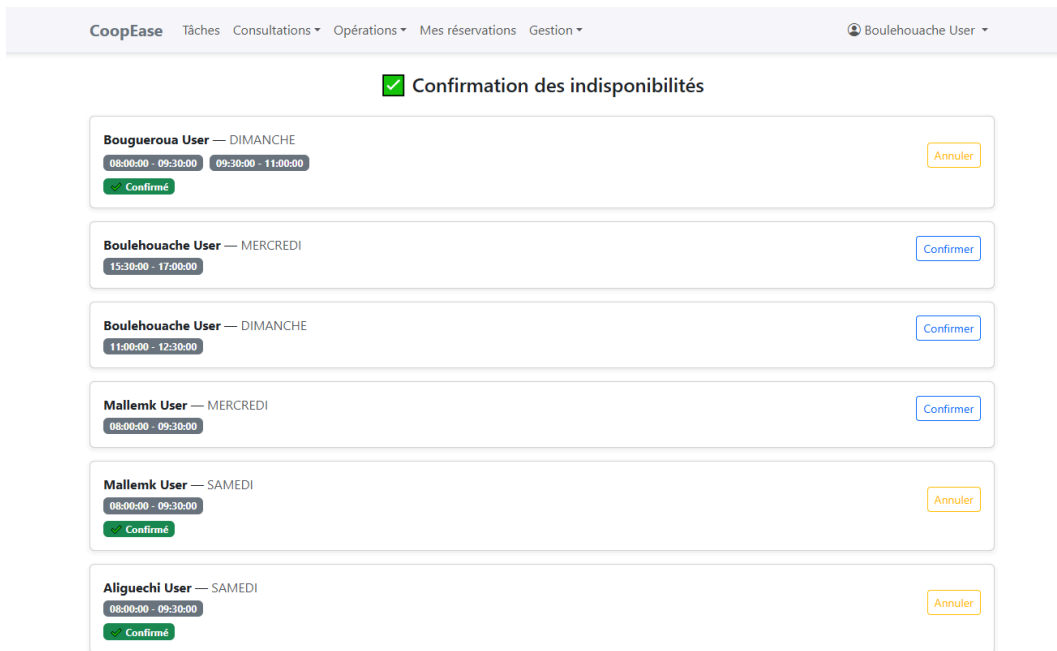 CoopEase Tâches Consultations Opérations Mes réservations Gestion Boulehouache User
Confirmation des indisponibilités
Bougueroua User — DIMANCHE
08:00:00 - 09:30:00 09:30:00 - 11:00:00
Annuler
Confirmé
Boulehouache User — MERCREDI
Confirmer
15:30:00 - 17:00:00
Boulehouache User — DIMANCHE
Confirmer
11:00:00 - 12:30:00
Mallemk User — MERCREDI
Confirmer
08:00:00 - 09:30:00
Mallemk User — SAMEDI
08:00:00 - 09:30:00
Annuler
Confirmé
Aliguechi User — SAMEDI
08:00:00 - 09:30:00
Annuler
Confirmé